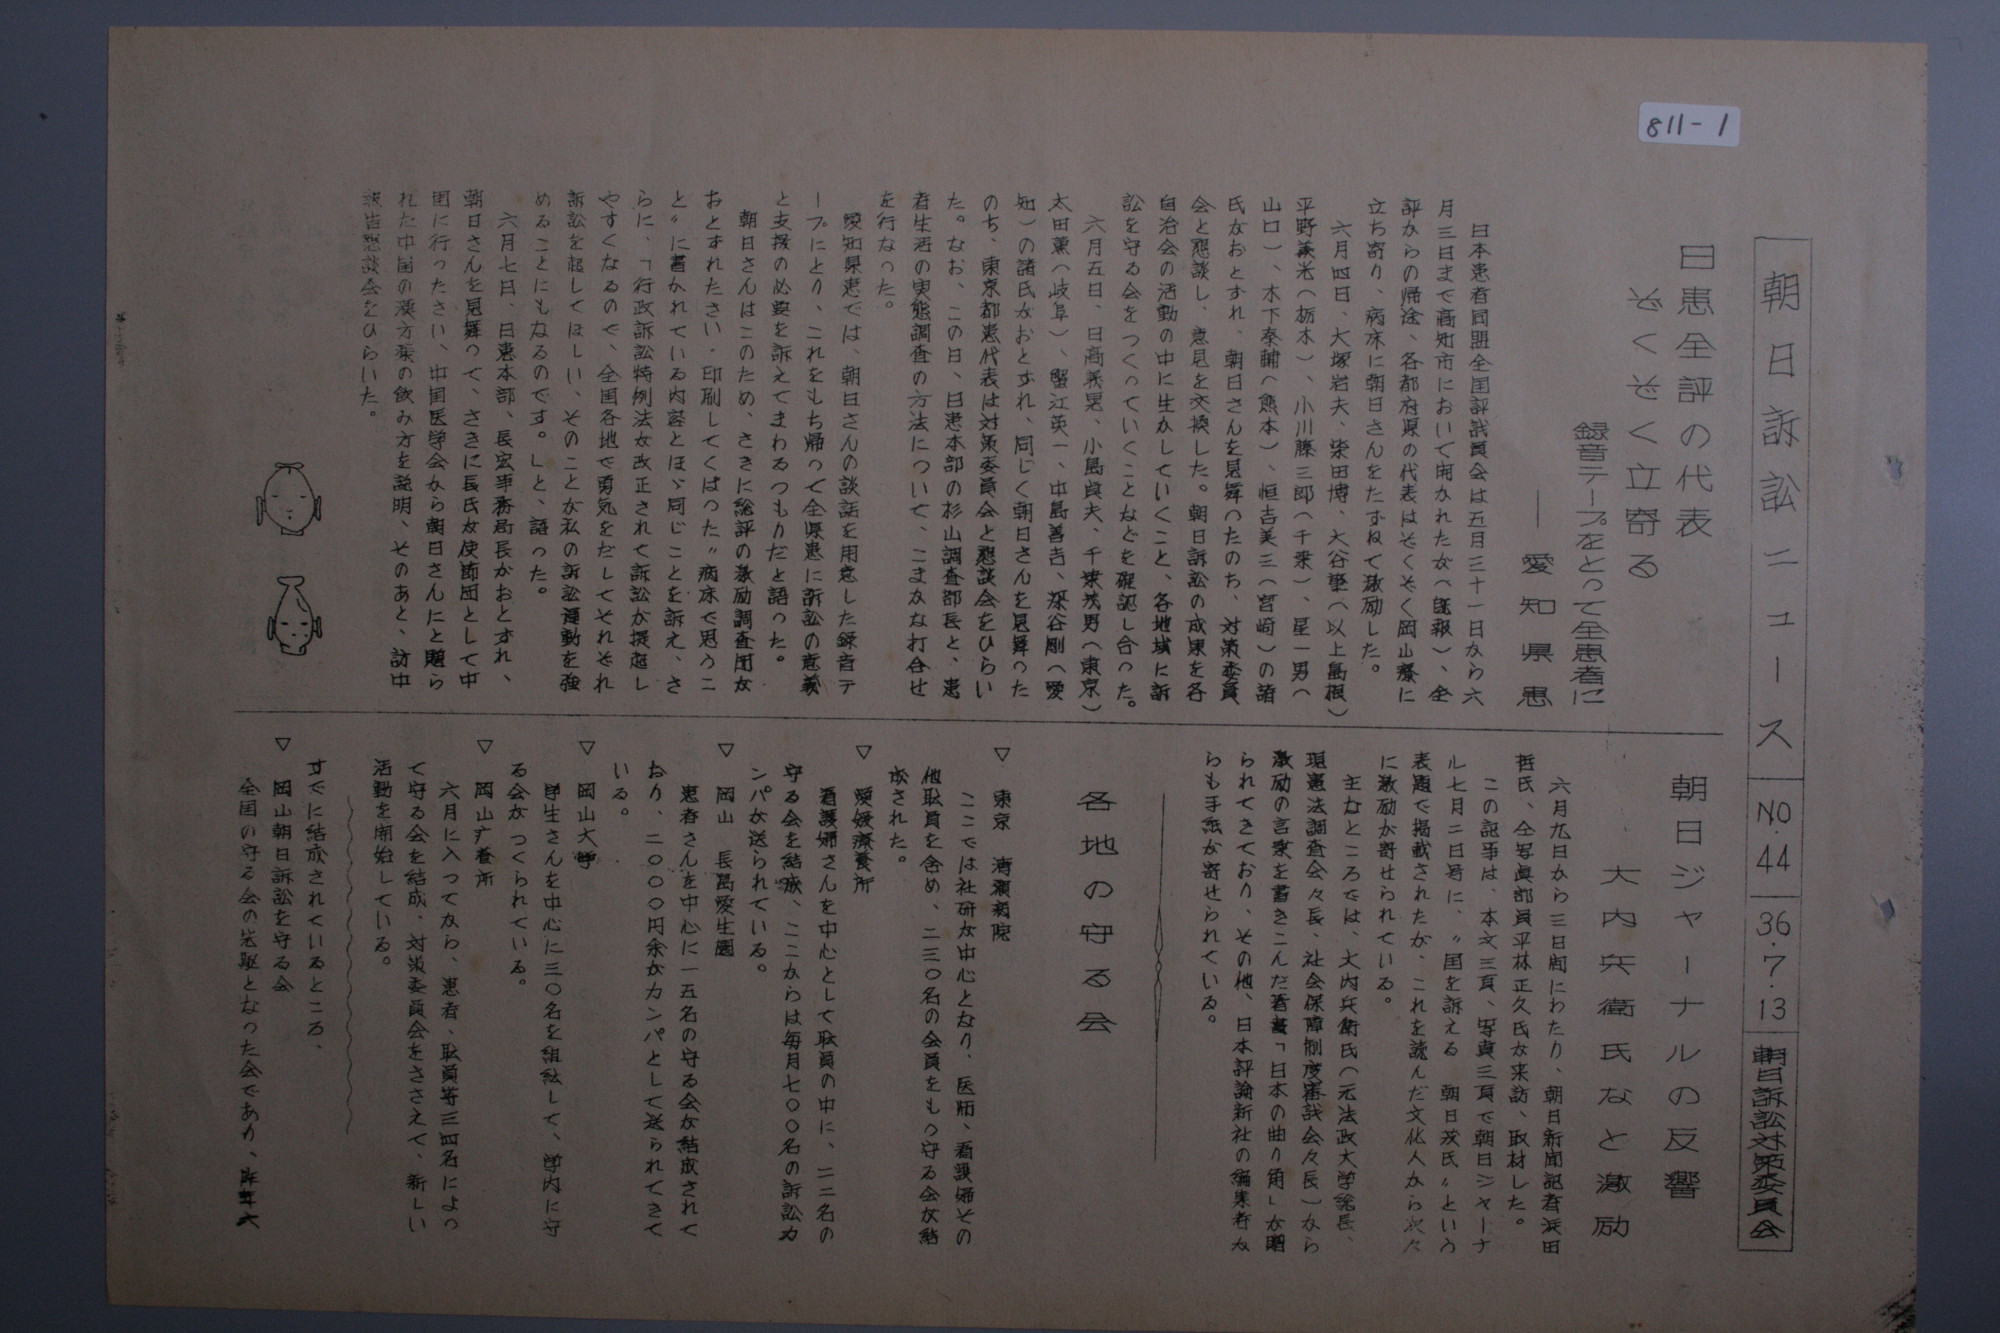 811-1
朝日訴訟ニュース
NO.44
36.7.13
朝日訴訟対策委員会
日患全評の代表
ぞくぞく立寄る
録音テープをとって全患者に
――愛知県患
日本患者同盟全国評議員会は五月三十一日から六
月三日まで高知市において開かれたが(既報)、全
評からの帰途、各都府県の代表はぞくぞく岡山療に
立ち寄り、病床に朝日さんをたずねて激励した。
六月四日、大塚岩夫、柴田博、大谷肇(以上島根)
平野義光(栃木)、小川藤三郎(千葉)、星一男(
山口)、木下泰輔(熊本)、恒吉美三(宮崎)の諸
氏がおとずれ、朝日さんを見舞ったのち、対策委員
会と懇談し、意見を交換した。朝日訴訟の成果を各
自治会の活動の中に生かしていくこと、各地域に訴
訟を守る会をつくっていくことなどを確認し合った。
六月五日、日高義男、小島貞夫、千葉茂男(東京)
太田薫(岐阜)、蟹江英一、中島善吉、深谷剛(愛
知)の諸氏がおとずれ、同じく朝日さんを見舞った
のち、東京都患代表は対策委員会と懇談会をひらい
た。なお、この日、日患本部の杉山調査部長と、患
者生活の実態調査の方法について、こまかな打合せ
を行なった。
愛知県患では、朝日さんの談話を用意した録音テ
ープにとり、これをもち帰って全県患に訴訟の意義
と支援の必要を訴えてまわるつもりだと語った。
朝日さんはこのため、さきに総評の激励調査団が
おとずれたさい、印刷してくばった〝病床で思うこ
と〟に書かれている内容とほゞ同じことを訴え、さ
らに、「行政訴訟特例法が改正されて訴訟が提起し
やすくなるので、全国各地で勇気をだしてそれぞれ
訴訟を起してほしい、そのことが私の訴訟運動を強
めることにもなるのです。」と、語った。
六月七日、日患本部、長宏事務局長がおとずれ、
朝日さんを見舞って、さきに長氏が使節団として中
国に行ったさい、中国医学会から朝日さんにと贈ら
れた中国の漢方薬の飲み方を説明、そのあと、訪中
報告懇談会をひらいた。
朝日ジャーナルの反響
大内兵衛氏など激励
六月九日から三日間にわたり、朝日新聞記者浜田
哲氏、仝写真部員平林正久氏が来訪、取材した。
この記事は、本文三頁、写真三頁で朝日ジャーナ
ル七月二日号に、〝国を訴える 朝日茂氏〟という
表題で掲載されたが、これを読んだ文化人から次々
に激励が寄せられている。
主なところでは、大内兵衛氏(元法政大学総長、
現憲法調査会々長、社会保障制度審議会々長)から
激励の言葉を書きこんだ著書「日本の曲り角」が贈
られてきており、その他、日本評論新社の編集者か
らも手紙が寄せられている。
各地の守る会
▽ 東京 清瀬病院
ここでは社研が中心となり、医師、看護婦その
他職員を含め、二三〇名の会員をもつ守る会が結
成された。
▽ 愛媛療養所
看護婦さんを中心として職員の中に、二二名の
守る会を結成、ここからは毎月七〇〇名の訴訟カ
ンパが送られている。
▽ 岡山 長島愛生園
患者さんを中心に一五名の守る会が結成されて
おり、二〇〇〇円余がカンパとして送られてきて
いる。
▽ 岡山大学
学生さんを中心に三〇名を組織して、学内に守
る会がつくられている。
▽ 岡山療養所
六月に入ってから、患者、職員等三四名によっ
て守る会を結成、対策委員会をささえて、新しい
活動を開始している。
すでに結成されているところ、
▽ 岡山朝日訴訟を守る会
全国の守る会の先駆となった会であり、昨年六